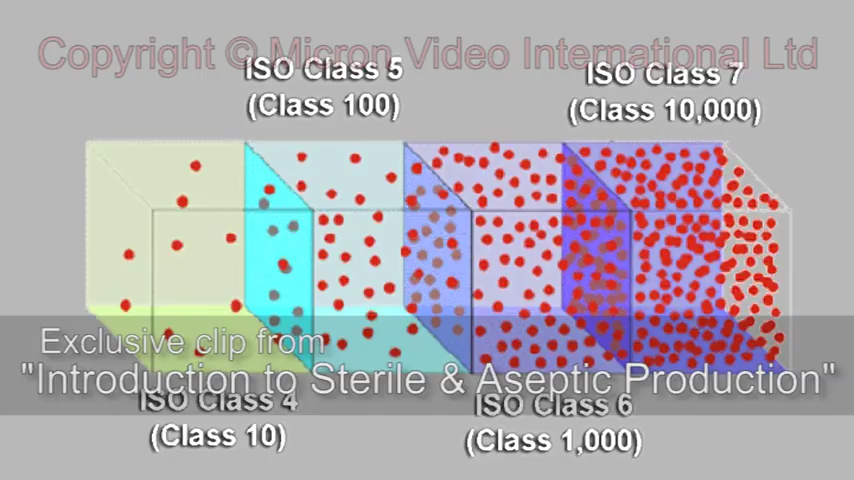 Copyright © Micron Video International Ltd
ISO Class 5
(Class 100)
ISO Class 7
(Class 10,000)
Exclusive clip from
"Introduction to Sterile & Aseptic Production"
ISO Class 4
(Class 10)
ISO Class 6
(Class 1,000)